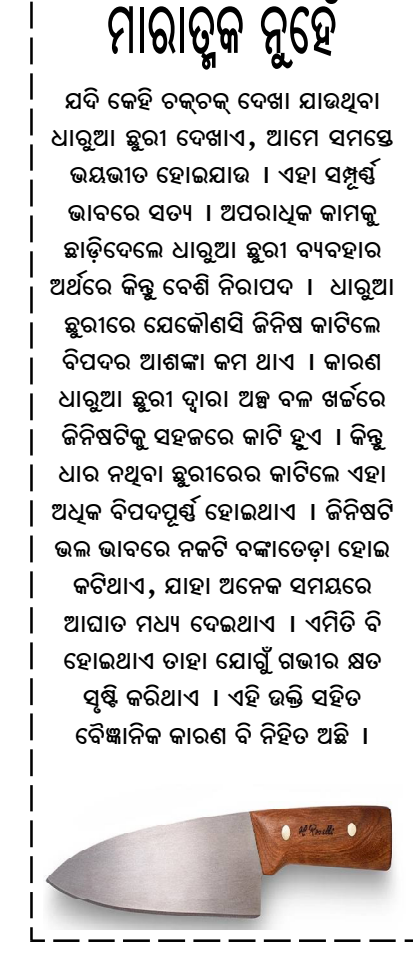 ମାରାତ୍ମକ ନୁହେଁ
ଯଦି କେହି ଚକ୍‌ଚକ୍ ଦେଖା ଯାଉଥିବା
ଧାରୁଆ ଛୁରୀ ଦେଖାଏ, ଆମେ ସମସ୍ତେ
ଭୟଭୀତ ହୋଇଯାଉ । ଏହା ସମ୍ପୂର୍ଣ୍ଣ
ଭାବରେ ସତ୍ୟ । ଅପରାଧିକ କାମକୁ
ଛାଡ଼ିଦେଲେ ଧାରୁଆ ଛୁରୀ ବ୍ୟବହାର
ଅର୍ଥରେ କିନ୍ତୁ ବେଶି ନିରାପଦ । ଧାରୁଆ
ଛୁରୀରେ ଯେକୌଣସି ଜିନିଷ କାଟିଲେ
ବିପଦର ଆଶଙ୍କା କମ ଥାଏ । କାରଣ
ଧାରୁଆ ଛୁରୀ ଦ୍ୱାରା ଅଳ୍ପ ବଳ ଖର୍ଚ୍ଚରେ
ଜିନିଷଟିକୁ ସହଜରେ କାଟି ହୁଏ । କିନ୍ତୁ
ଧାର ନଥିବା ଛୁରୀରେର କାଟିଲେ ଏହା
ଅଧିକ ବିପଦପୂର୍ଣ୍ଣ ହୋଇଥାଏ । ଜିନିଷଟି
ଭଲ ଭାବରେ ନକଟି ବଙ୍କାତେଡ଼ା ହୋଇ
କଟିଥାଏ, ଯାହା ଅନେକ ସମୟରେ
ଆଘାତ ମଧ୍ୟ ଦେଇଥାଏ । ଏମିତି ବି
ହୋଇଥାଏ ତାହା ଯୋଗୁଁ ଗଭୀର କ୍ଷତ
ସୃଷ୍ଟି କରିଥାଏ । ଏହି ଉକ୍ତି ସହିତ
ବୈଜ୍ଞାନିକ କାରଣ ବି ନିହିତ ଅଛି ।